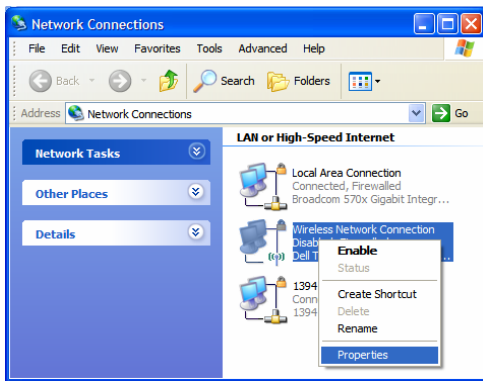 Network Connections
File Edit View Favorites Tools Advanced Help
Back Search Folders
Address Network Connections Go
Network Tasks
Other Places
Details
LAN or High-Speed Internet
Local Area Connection
Connected, Firewalled
Broadcom 570x Gigabit Integr...
Wireless Network Connection
Dell
1394
1394
Enable
Status
Create Shortcut
Delete
Rename
Properties